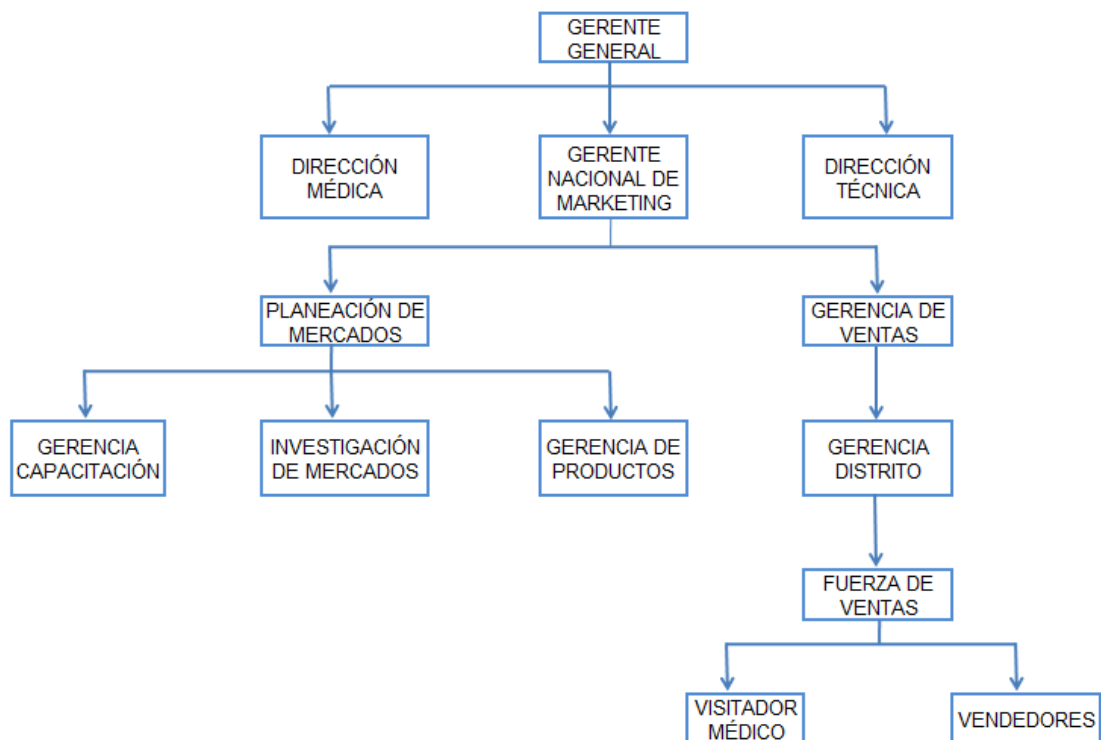 GERENTE
GENERAL
DIRECCIÓN
MÉDICA
GERENTE
NACIONAL DE
MARKETING
DIRECCIÓN
TÉCNICA
PLANEACIÓN DE
MERCADOS
GERENCIA DE
VENTAS
GERENCIA
CAPACITACIÓN
INVESTIGACIÓN
DE MERCADOS
GERENCIA DE
PRODUCTOS
GERENCIA
DISTRITO
FUERZA DE
VENTAS
VISITADOR
MÉDICO
VENDEDORES